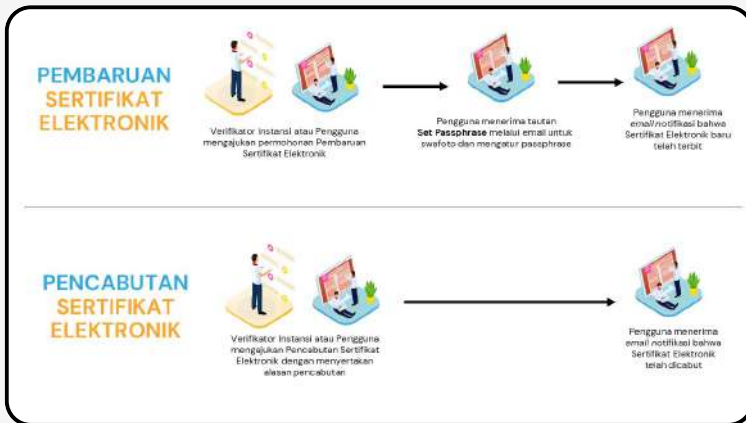 PEMBARUAN
SERTIFIKAT
ELEKTRONIK
Verifikator Instansi atau Pengguna
mengajukan permohonan Pembaruan
Sertifikat Elektronik
Pengguna menerima tautan
Set Passphrase melalui email untuk
swafoto dan mengatur passphrase
Pengguna menerima
email notifikasi bahwa
Sertifikat Elektronik baru
telah terbit
PENCABUTAN
SERTIFIKAT
ELEKTRONIK
Verifikator Instansi atau Pengguna
mengajukan Pencabutan Sertifikat
Elektronik dengan menyertakan
alasan pencabutan
Pengguna menerima
email notifikasi bahwa
Sertifikat Elektronik
telah dicabut